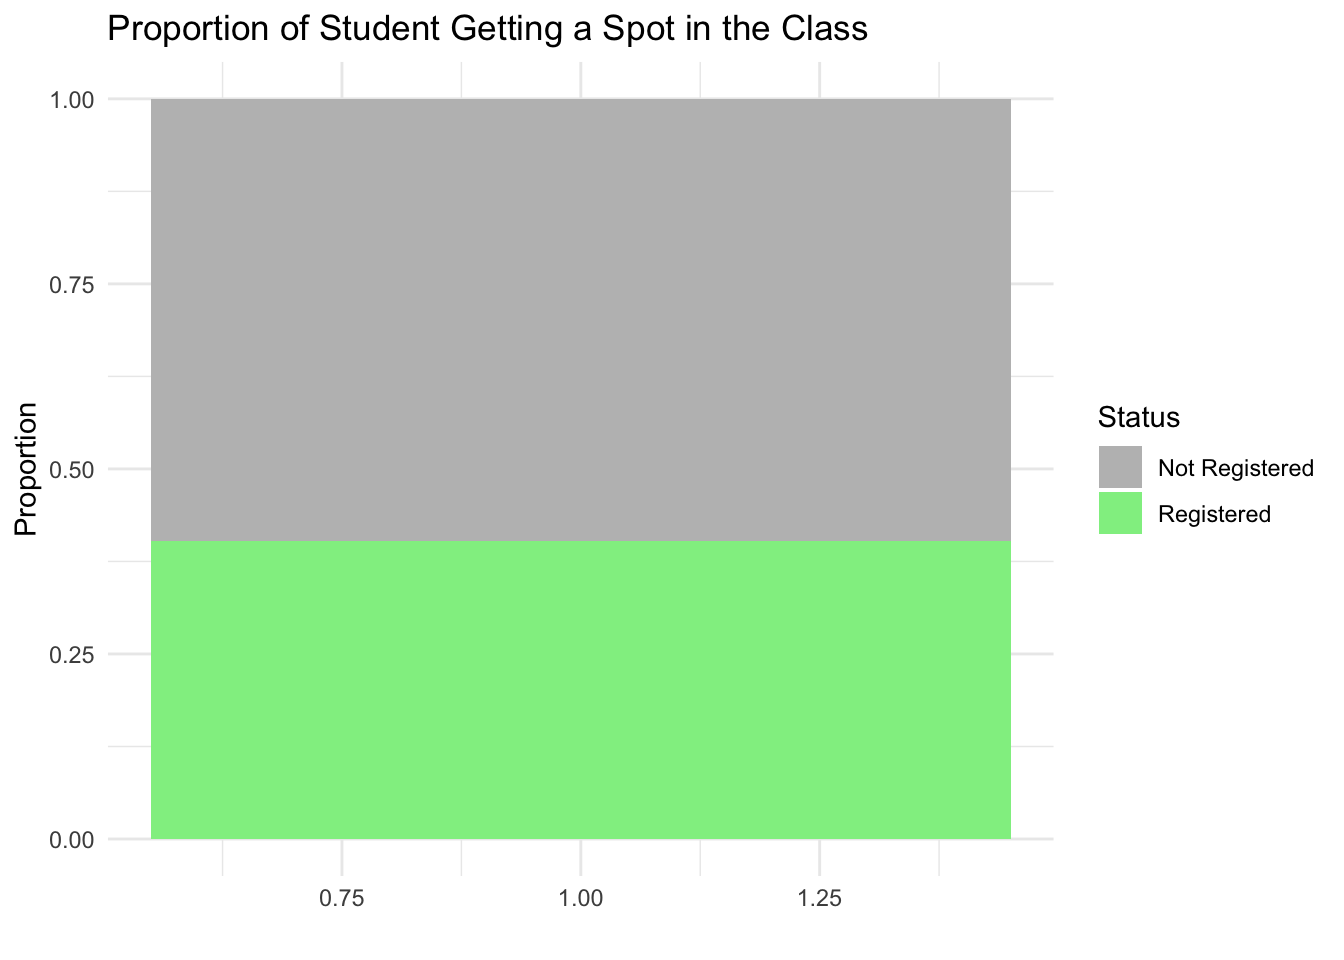 Proportion of Student Getting a Spot in the Class
1.00
0.75
0.50
0.25
0.00
Proportion
0.75 1.00 1.25
Status
Not Registered
Registered